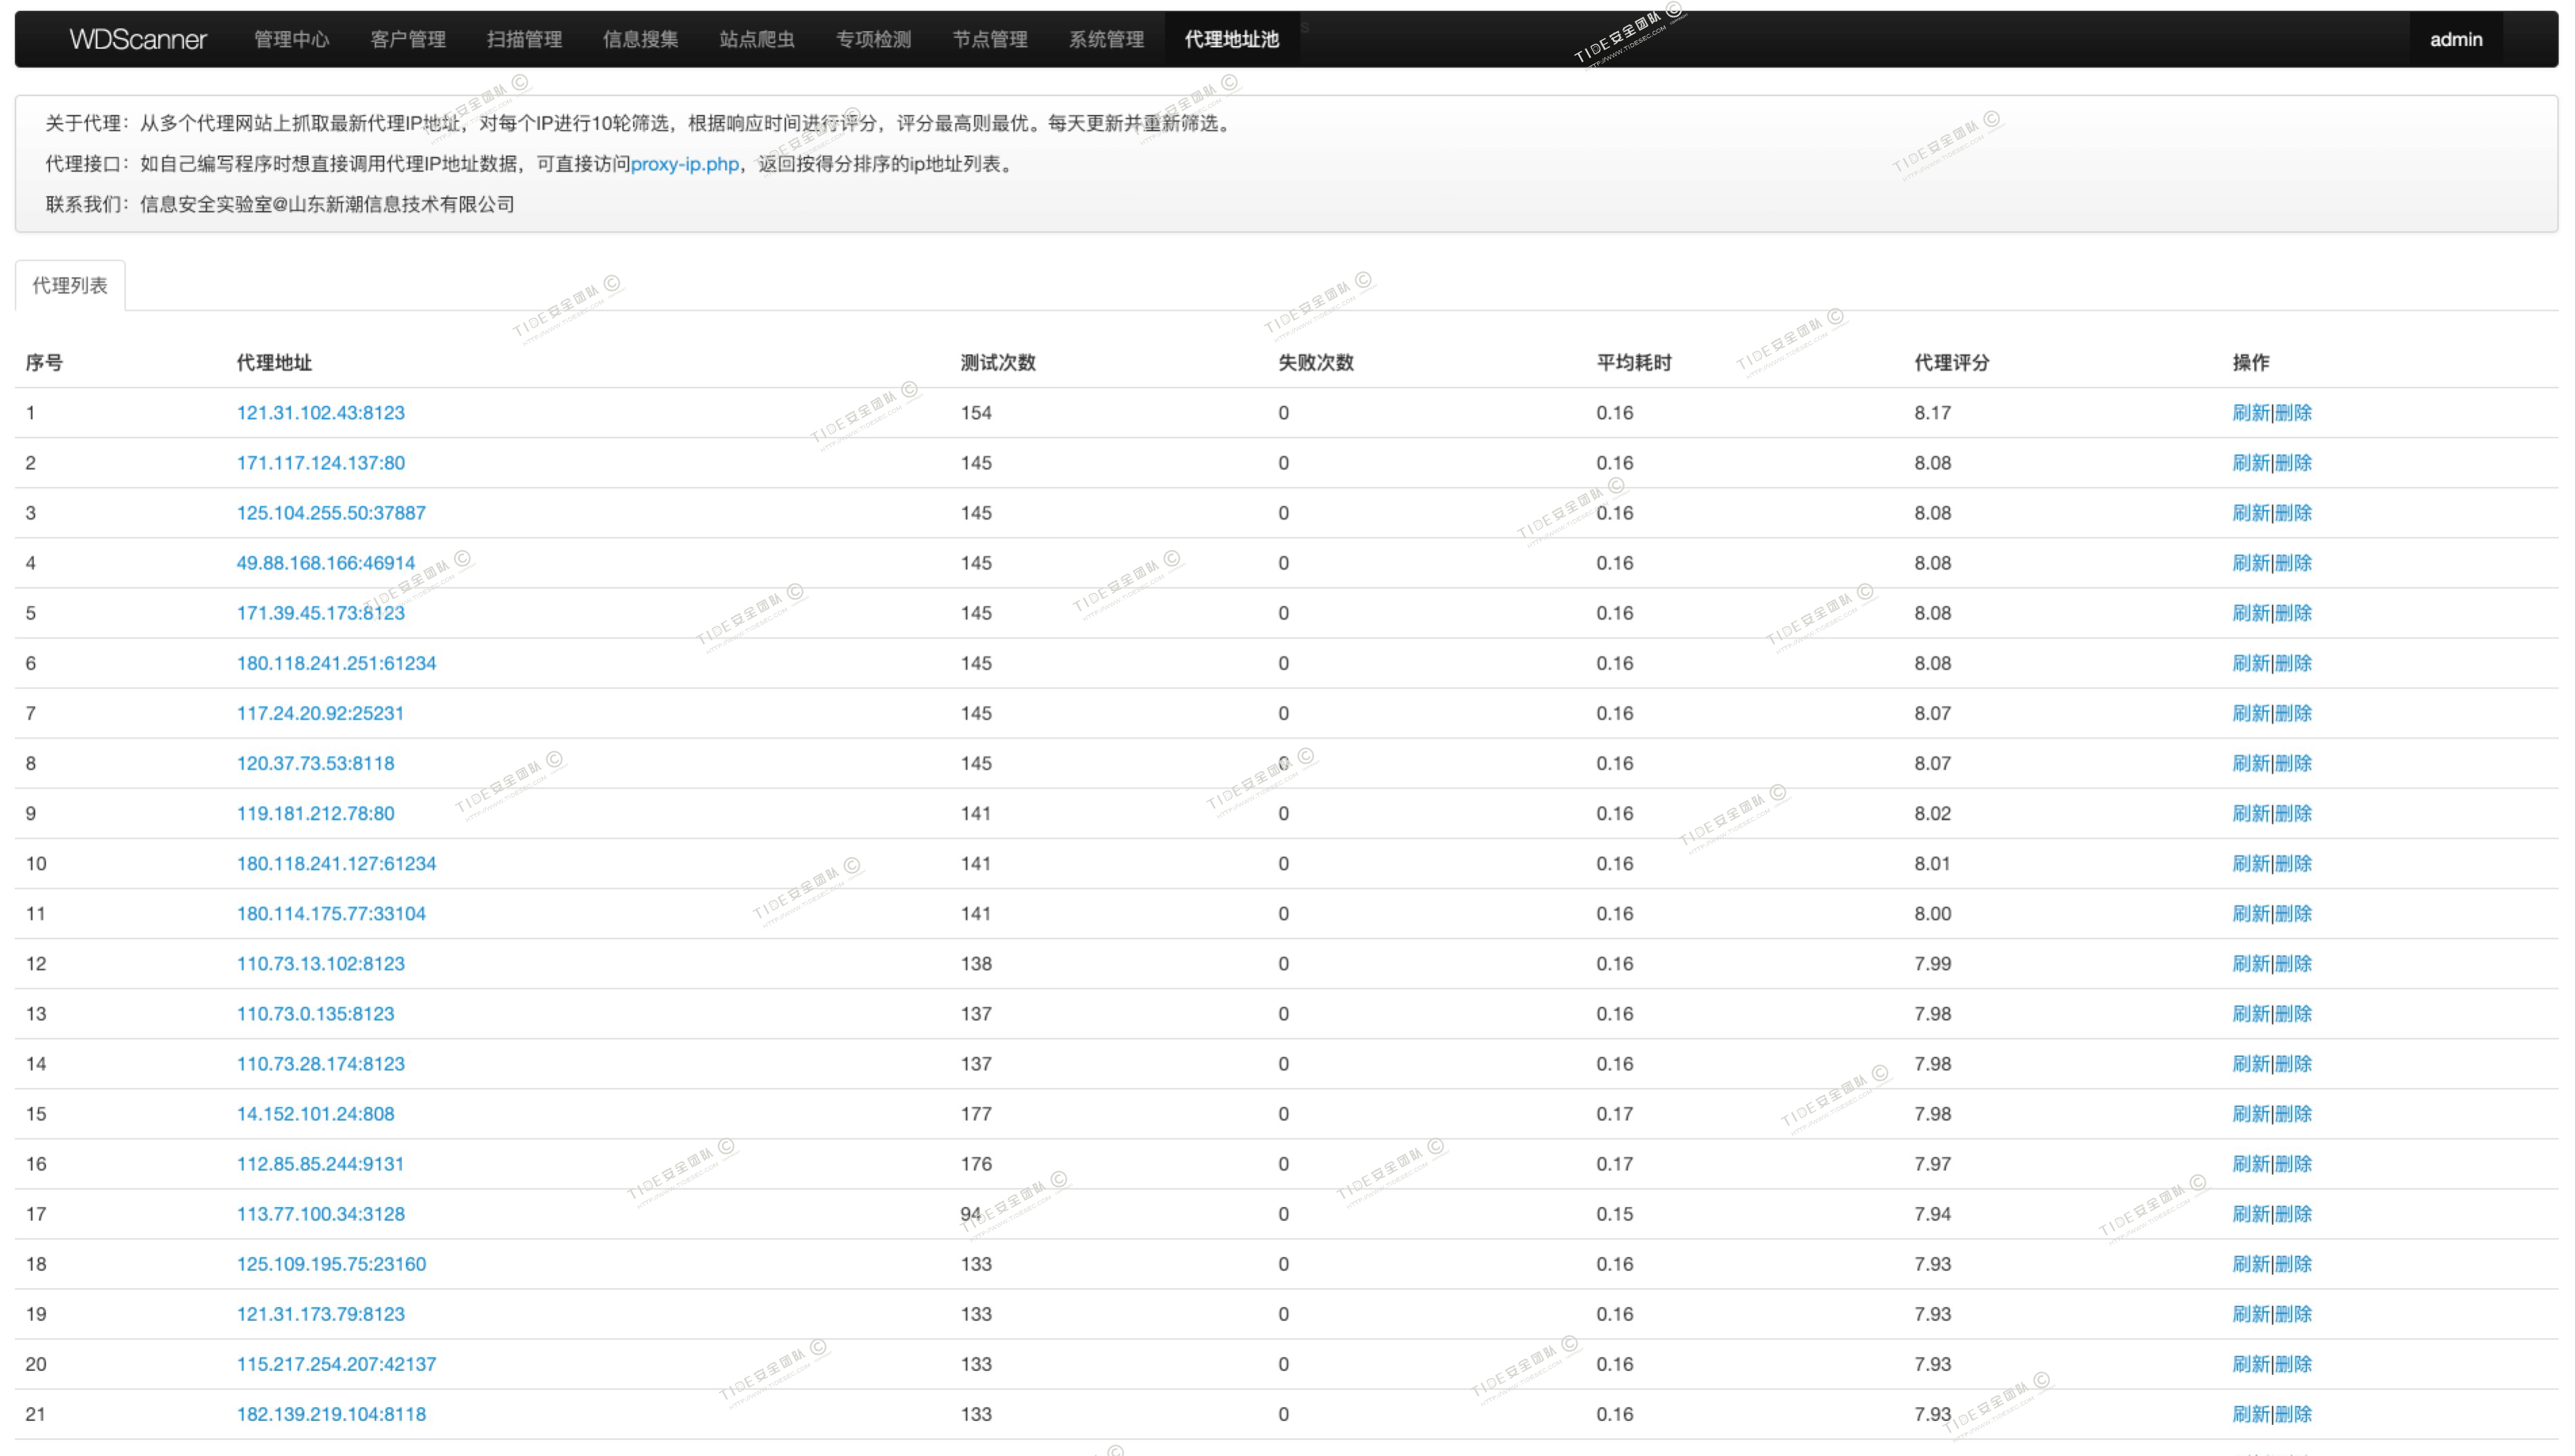 WDScanner 管理中心 客户管理 扫描管理 信息搜集 站点爬虫 专项检测 节点管理 系统管理 代理地址池 admin
关于代理：从多个代理网站上抓取最新代理IP地址，对每个IP进行10轮筛选，根据响应时间进行评分，评分最高则最优。每天更新并重新筛选。
代理接口：如自己编写程序时想直接调用代理IP地址数据，可直接访问proxy-ip.php，返回按得分排序的ip地址列表。
联系我们：信息安全实验室@山东新潮信息技术有限公司
代理列表
序号 代理地址 测试次数 失败次数 平均耗时 代理评分 操作
1 121.31.102.43:8123 154 0 0.16 8.17 刷新|删除
2 171.117.124.137:80 145 0 0.16 8.08 刷新|删除
3 125.104.255.50:37887 145 0 0.16 8.08 刷新|删除
4 49.88.168.166:46914 145 0 0.16 8.08 刷新|删除
5 171.39.45.173:8123 145 0 0.16 8.08 刷新|删除
6 180.118.241.251:61234 145 0 0.16 8.08 刷新|删除
7 117.24.20.92:25231 145 0 0.16 8.07 刷新|删除
8 120.37.73.53:8118 145 0 0.16 8.07 刷新|删除
9 119.181.212.78:80 141 0 0.16 8.02 刷新|删除
10 180.118.241.127:61234 141 0 0.16 8.01 刷新|删除
11 180.114.175.77:33104 141 0 0.16 8.00 刷新|删除
12 110.73.13.102:8123 138 0 0.16 7.99 刷新|删除
13 110.73.0.135:8123 137 0 0.16 7.98 刷新|删除
14 110.73.28.174:8123 137 0 0.16 7.98 刷新|删除
15 14.152.101.24:808 177 0 0.17 7.98 刷新|删除
16 112.85.85.244:9131 176 0 0.17 7.97 刷新|删除
17 113.77.100.34:3128 94 0 0.15 7.94 刷新|删除
18 125.109.195.75:23160 133 0 0.16 7.93 刷新|删除
19 121.31.173.79:8123 133 0 0.16 7.93 刷新|删除
20 115.217.254.207:42137 133 0 0.16 7.93 刷新|删除
21 182.139.219.104:8118 133 0 0.16 7.93 刷新|删除
TIDE安全团队 ©
HTTP://WWW.TIDESEC.COM